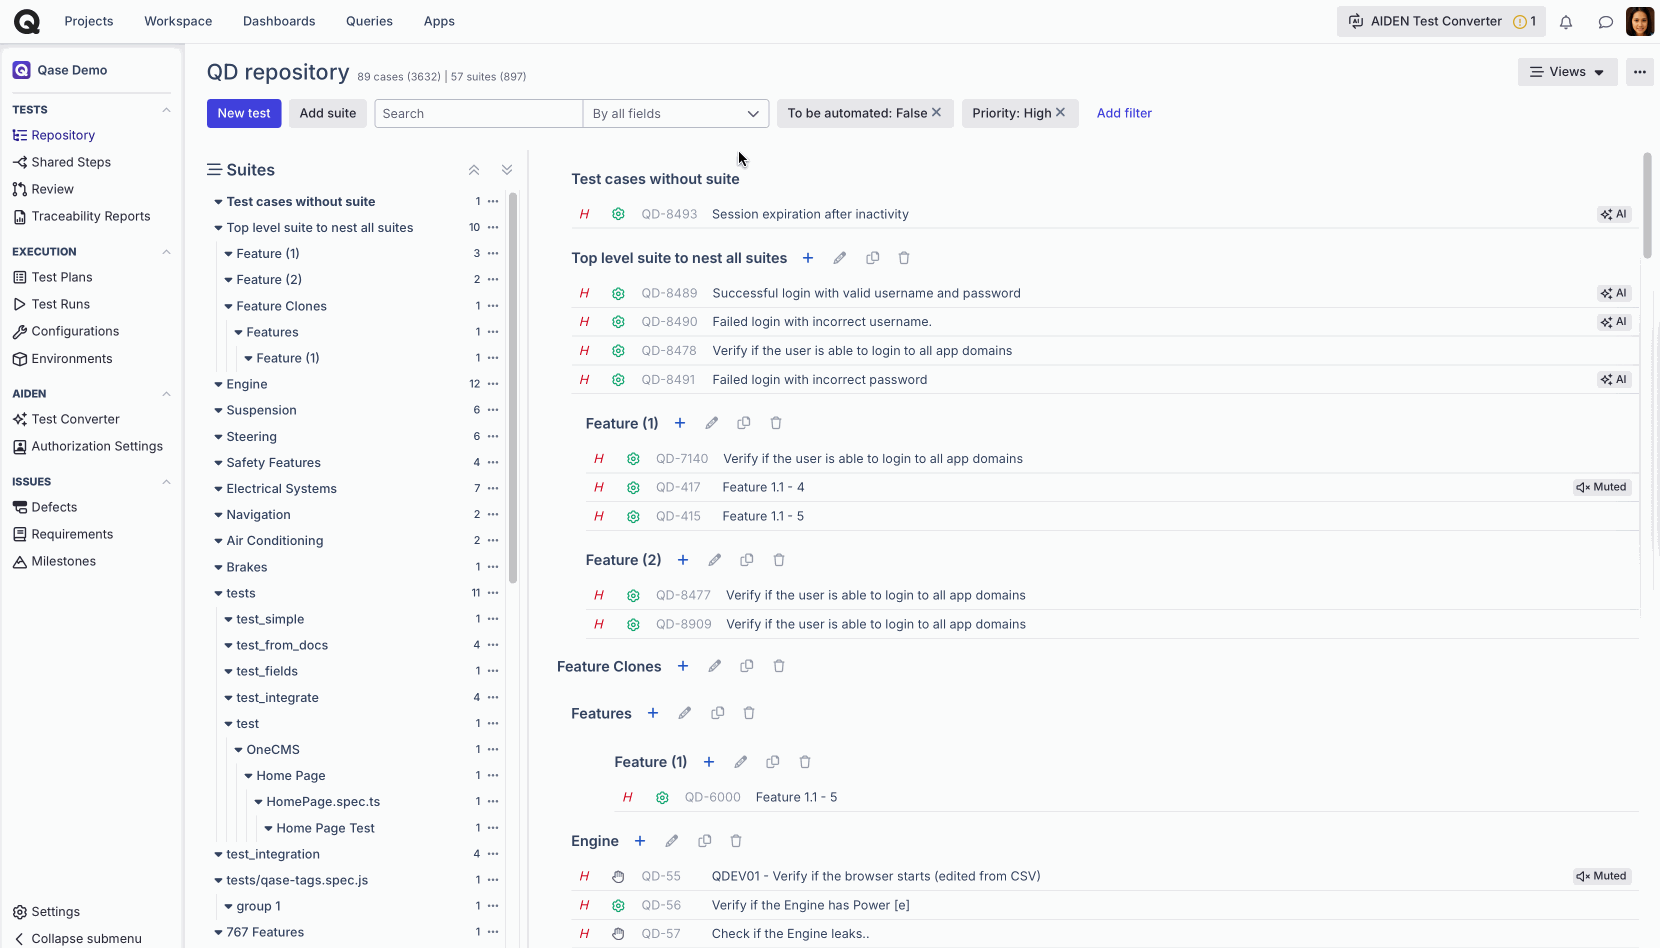 Projects Workspace Dashboards Queries Apps AIDEN Test Converter 1
Qase Demo
TESTS
Repository
Shared Steps
Review
Traceability Reports
EXECUTION
Test Plans
Test Runs
Configurations
Environments
AIDEN
Test Converter
Authorization Settings
ISSUES
Defects
Requirements
Milestones
Settings
Collapse submenu
QD repository 89 cases (3632) | 57 suites (897) Views
New test Add suite Search By all fields To be automated: False Priority: High Add filter
Suites
Test cases without suite 1
Top level suite to nest all suites 10
Feature (1) 3
Feature (2) 2
Feature Clones 1
Features 1
Feature (1) 1
Engine 12
Suspension 6
Steering 6
Safety Features 4
Electrical Systems 7
Navigation 2
Air Conditioning 2
Brakes 1
tests 11
test_simple 1
test_from_docs 4
test_fields 1
test_integrate 4
test 1
OneCMS 1
Home Page 1
HomePage.spec.ts 1
Home Page Test 1
test_integration 4
tests/qase-tags.spec.js 1
group 1 1
767 Features 1
Test cases without suite
H QD-8493 Session expiration after inactivity AI
Top level suite to nest all suites
H QD-8489 Successful login with valid username and password AI
H QD-8490 Failed login with incorrect username. AI
H QD-8478 Verify if the user is able to login to all app domains
H QD-8491 Failed login with incorrect password AI
Feature (1)
H QD-7140 Verify if the user is able to login to all app domains
H QD-417 Feature 1.1 - 4 Muted
H QD-415 Feature 1.1 - 5
Feature (2)
H QD-8477 Verify if the user is able to login to all app domains
H QD-8909 Verify if the user is able to login to all app domains
Feature Clones
Features
Feature (1)
H QD-6000 Feature 1.1 - 5
Engine
H QD-55 QDEV01 - Verify if the browser starts (edited from CSV) Muted
H QD-56 Verify if the Engine has Power [e]
H QD-57 Check if the Engine leaks..